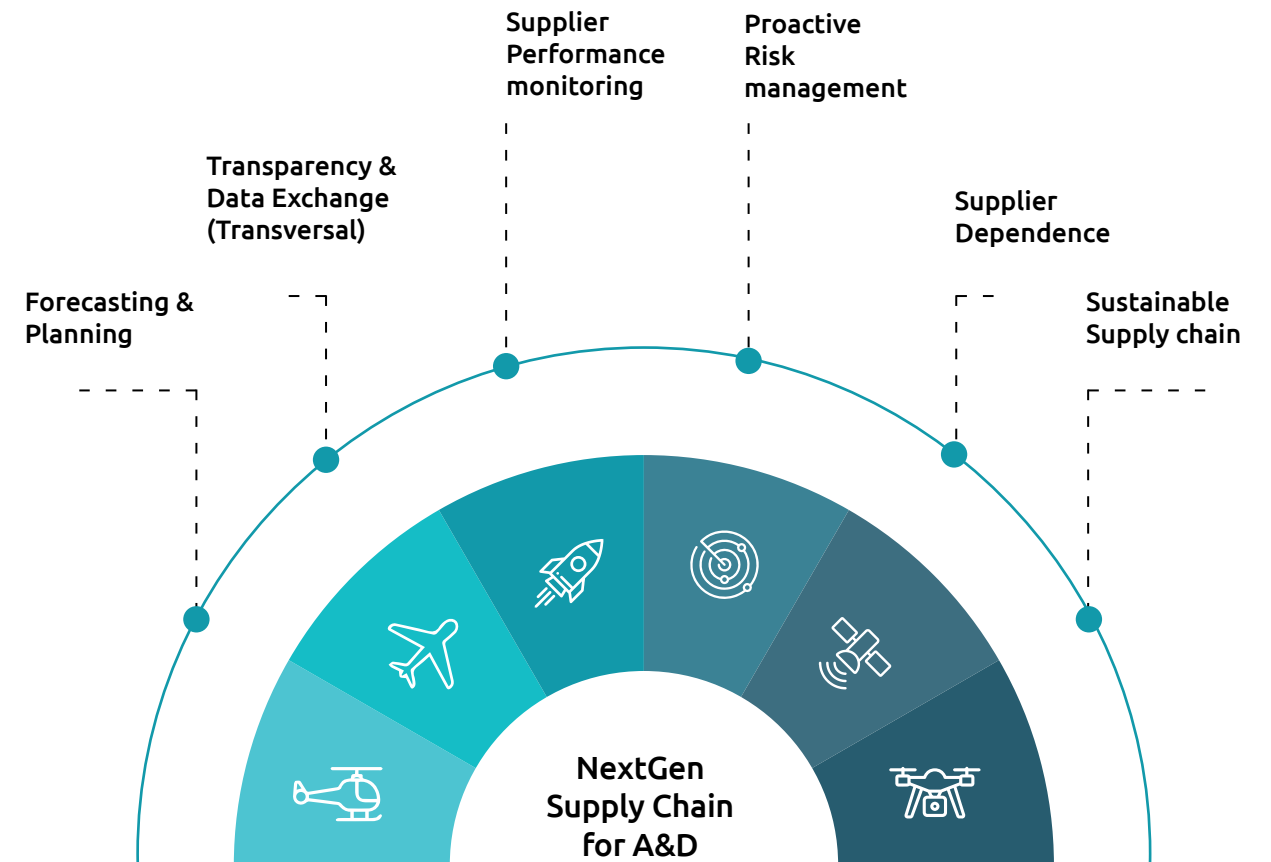 Supplier
Performance
monitoring
Proactive
Risk
management
Transparency &
Data Exchange
(Transversal)
Supplier
Dependence
Forecasting &
Planning
Sustainable
Supply chain
NextGen
Supply Chain
for A&D